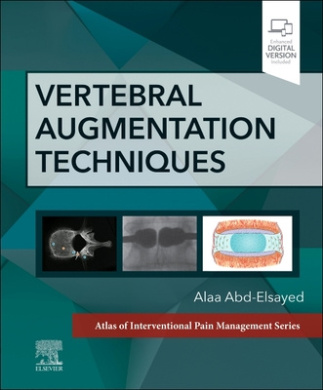 Enhanced
DIGITAL
VERSION
Included
VERTEBRAL
AUGMENTATION
TECHNIQUES
Alaa Abd-Elsayed
Atlas of Interventional Pain Management Series
ELSEVIER